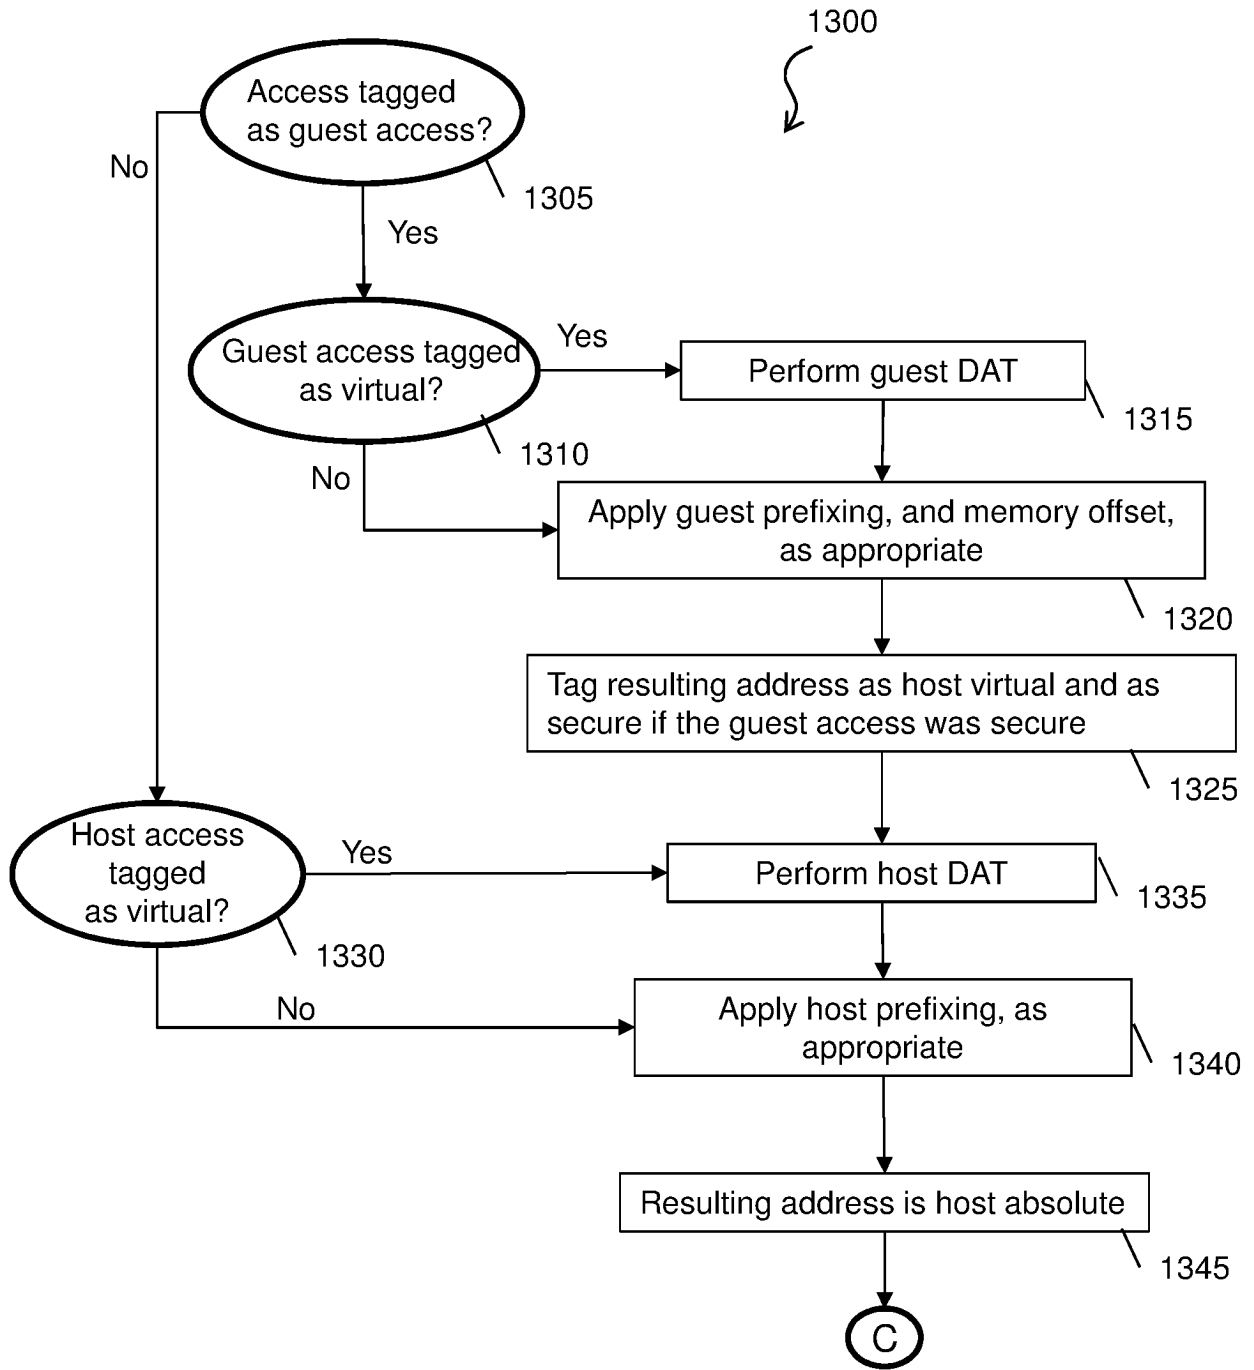 1300
Access tagged
as guest access?
No
1305
Yes
Guest access tagged
as virtual?
Yes
Perform guest DAT
1315
1310
No
Apply guest prefixing, and memory offset,
as appropriate
1320
Tag resulting address as host virtual and as
secure if the guest access was secure
1325
Host access
tagged
as virtual?
Yes
Perform host DAT
1335
1330
No
Apply host prefixing, as
appropriate
1340
Resulting address is host absolute
1345
C